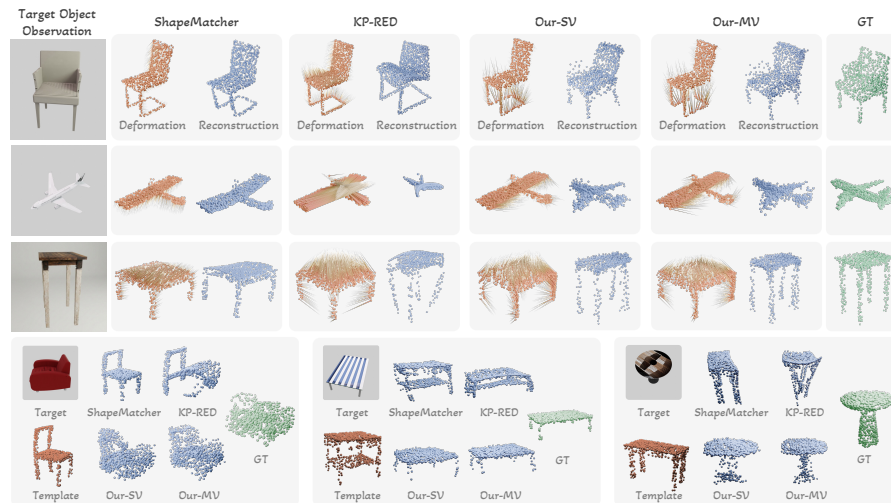 Target Object
Observation
ShapeMatcher
KP-RED
Our-SV
Our-MV
GT
Deformation
Reconstruction
Deformation
Reconstruction
Deformation
Reconstruction
Deformation
Reconstruction
Target
ShapeMatcher
KP-RED
GT
Template
Our-SV
Our-MV
Target
ShapeMatcher
KP-RED
GT
Template
Our-SV
Our-MV
Target
ShapeMatcher
KP-RED
GT
Template
Our-SV
Our-MV